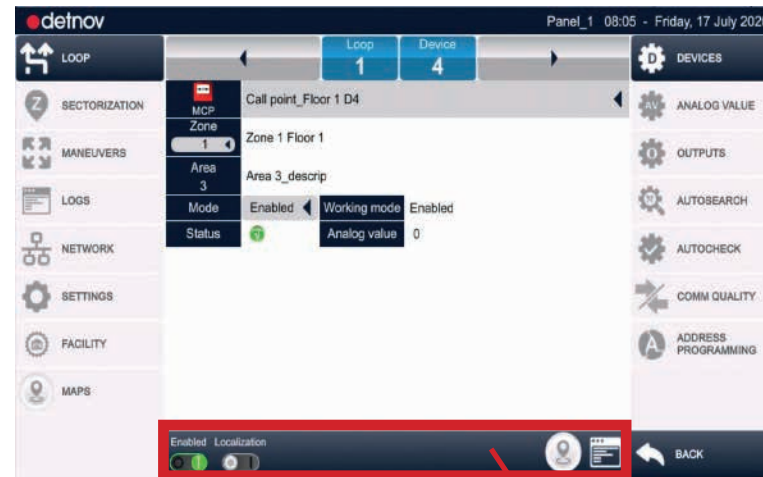 detnov
Panel_1 08:05 - Friday, 17 July 202
LOOP
SECTORIZATION
MANEUVERS
LOGS
NETWORK
SETTINGS
FACILITY
MAPS
Loop
1
Device
4
MCP
Call point_Floor 1 D4
Zone
1
Zone 1 Floor 1
Area
3
Area 3_descrip
Mode
Enabled
Working mode
Enabled
Status
Analog value
0
Enabled
Localization
D
DEVICES
AV
ANALOG VALUE
O
OUTPUTS
AUTOSEARCH
AUTOCHECK
COMM QUALITY
A
ADDRESS
PROGRAMMING
BACK
Z